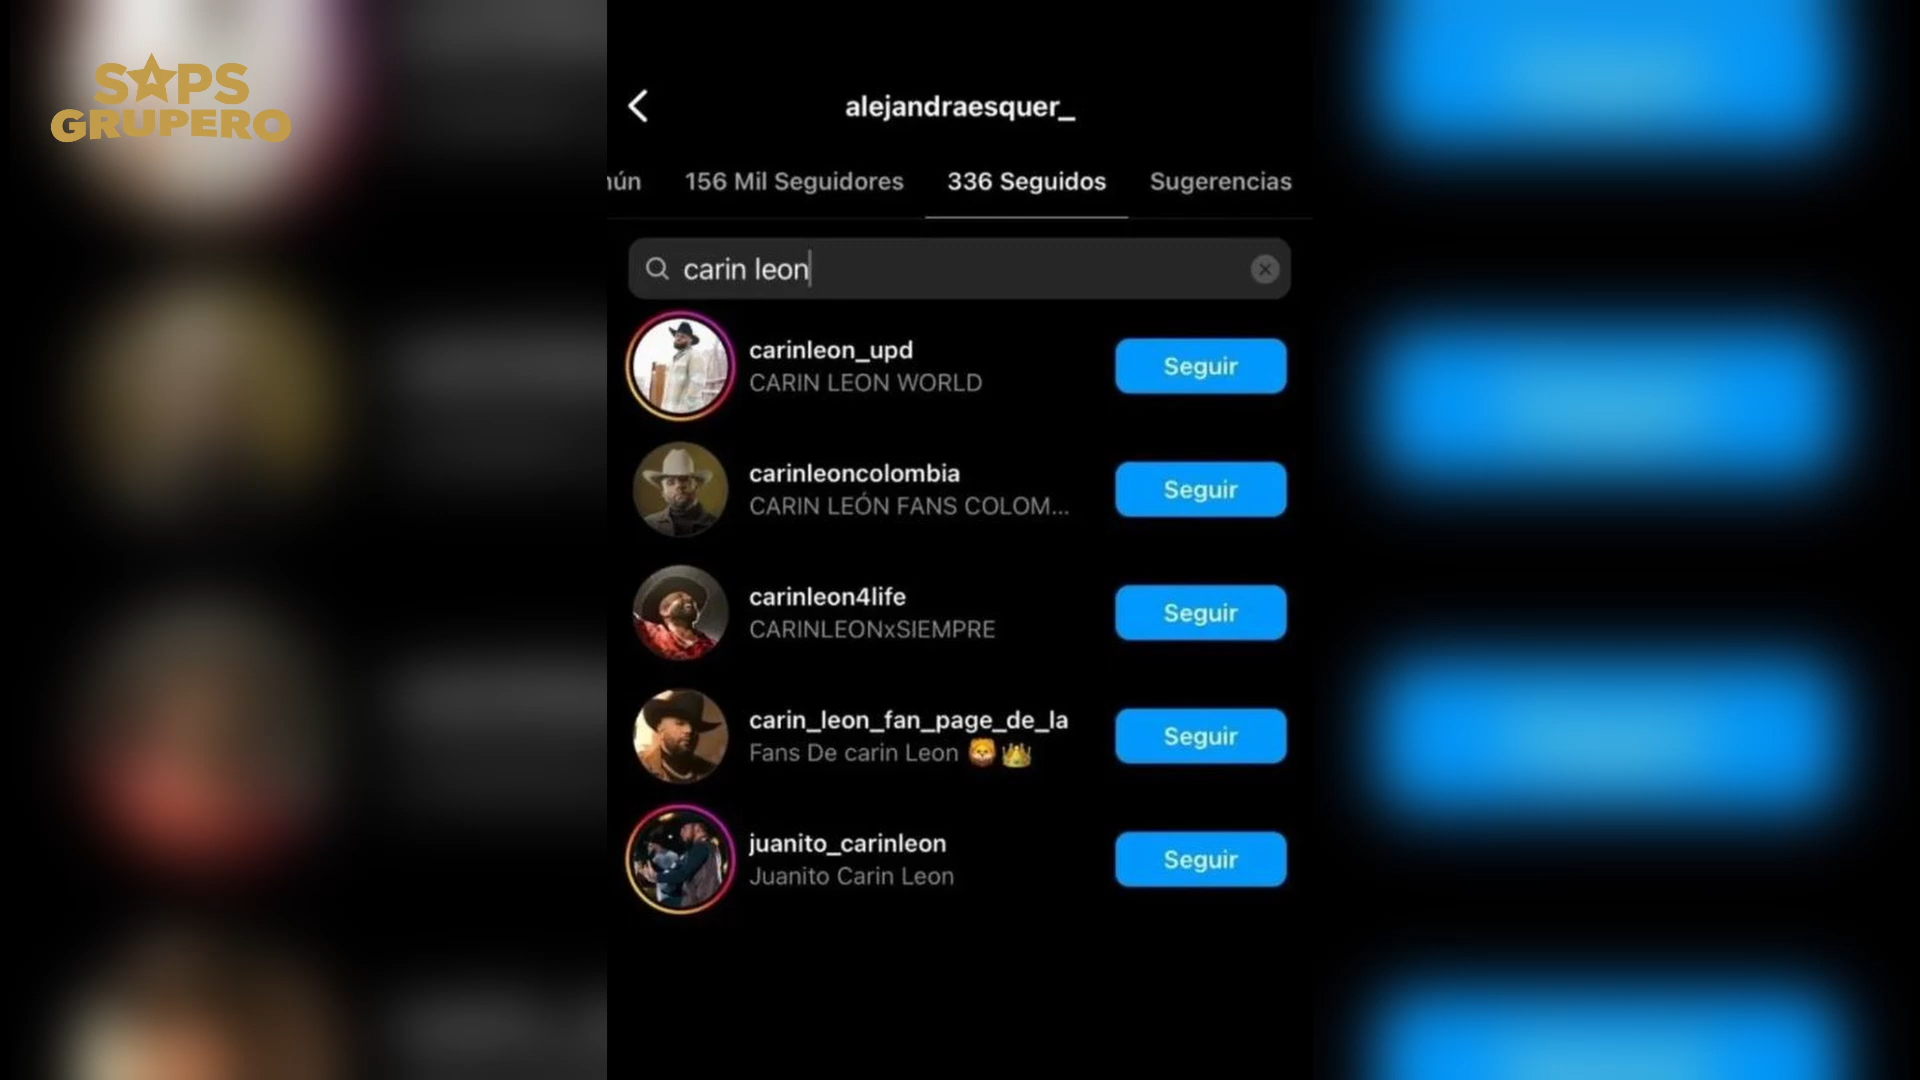 SAPS
GRUPERO
alejandraesquer_
ún
156 Mil Seguidores
336 Seguidos
Sugerencias
carin leon
carinleon_upd
CARIN LEON WORLD
Seguir
carinleoncolombia
CARIN LEÓN FANS COLOM...
Seguir
carinleon4life
CARINLEONxSIEMPRE
Seguir
carin_leon_fan_page_de_la
Fans De carin Leon 🦁👑
Seguir
juanito_carinleon
Juanito Carin Leon
Seguir